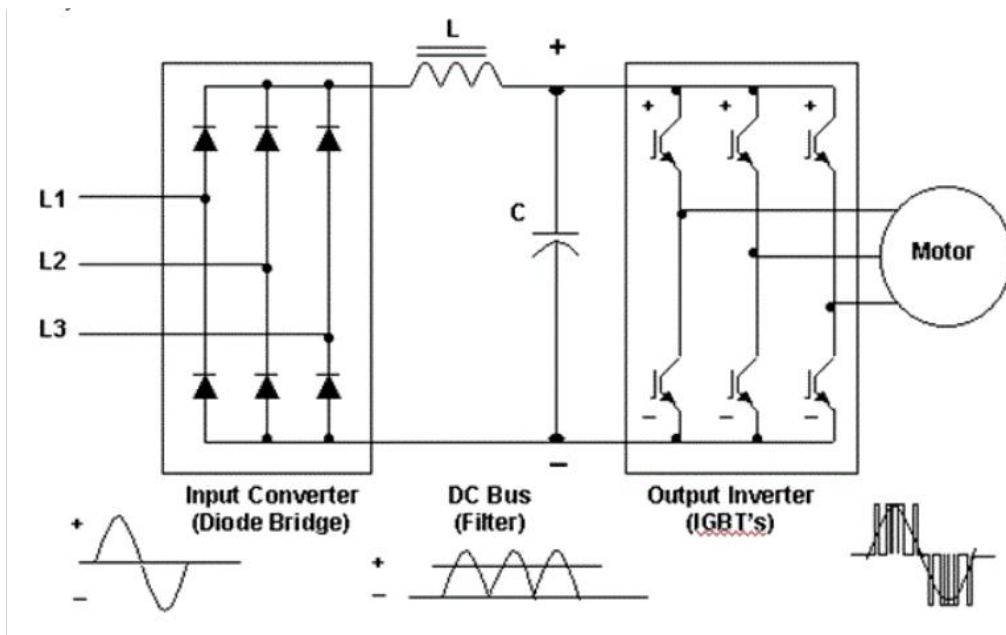 L
+
L1
L2
L3
C
+ + +
Motor
– – –
–
Input Converter
(Diode Bridge)
DC Bus
(Filter)
Output Inverter
(IGBT's)
+
–
+
–